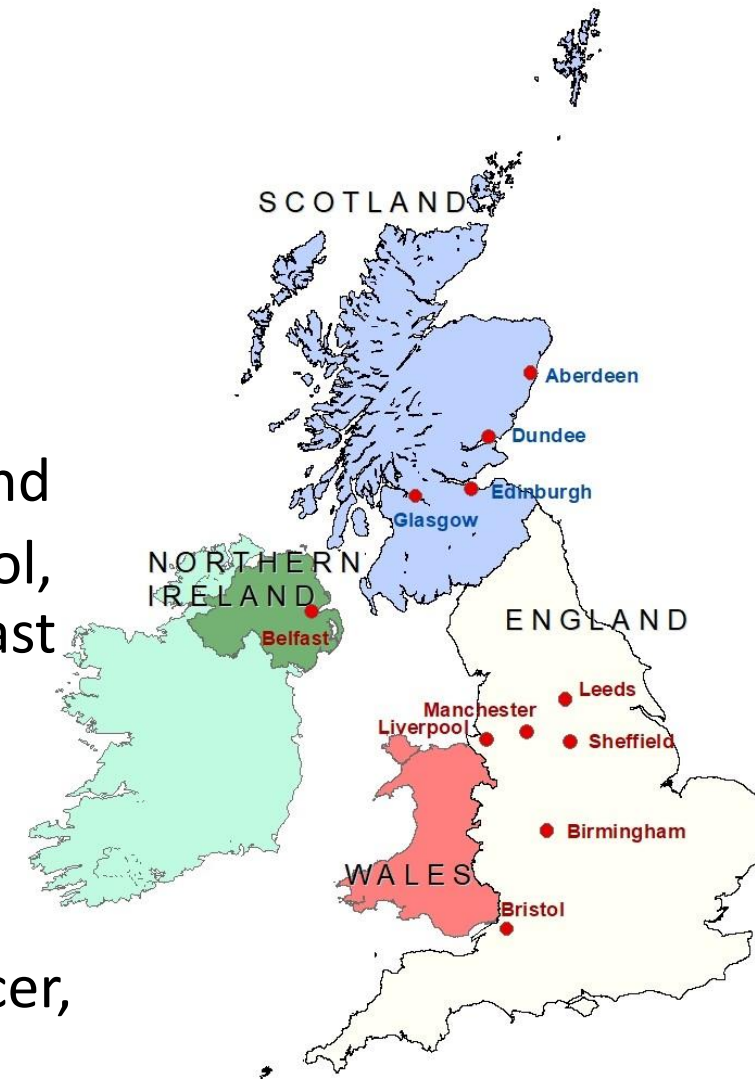 SCOTLAND
Aberdeen
Dundee
nd
Edinburgh
Glasgow
ol,
NORTHERN
IRELAND
ast
Belfast
ENGLAND
Leeds
Manchester
Liverpool
Sheffield
Birmingham
WALES
Bristol
cer,